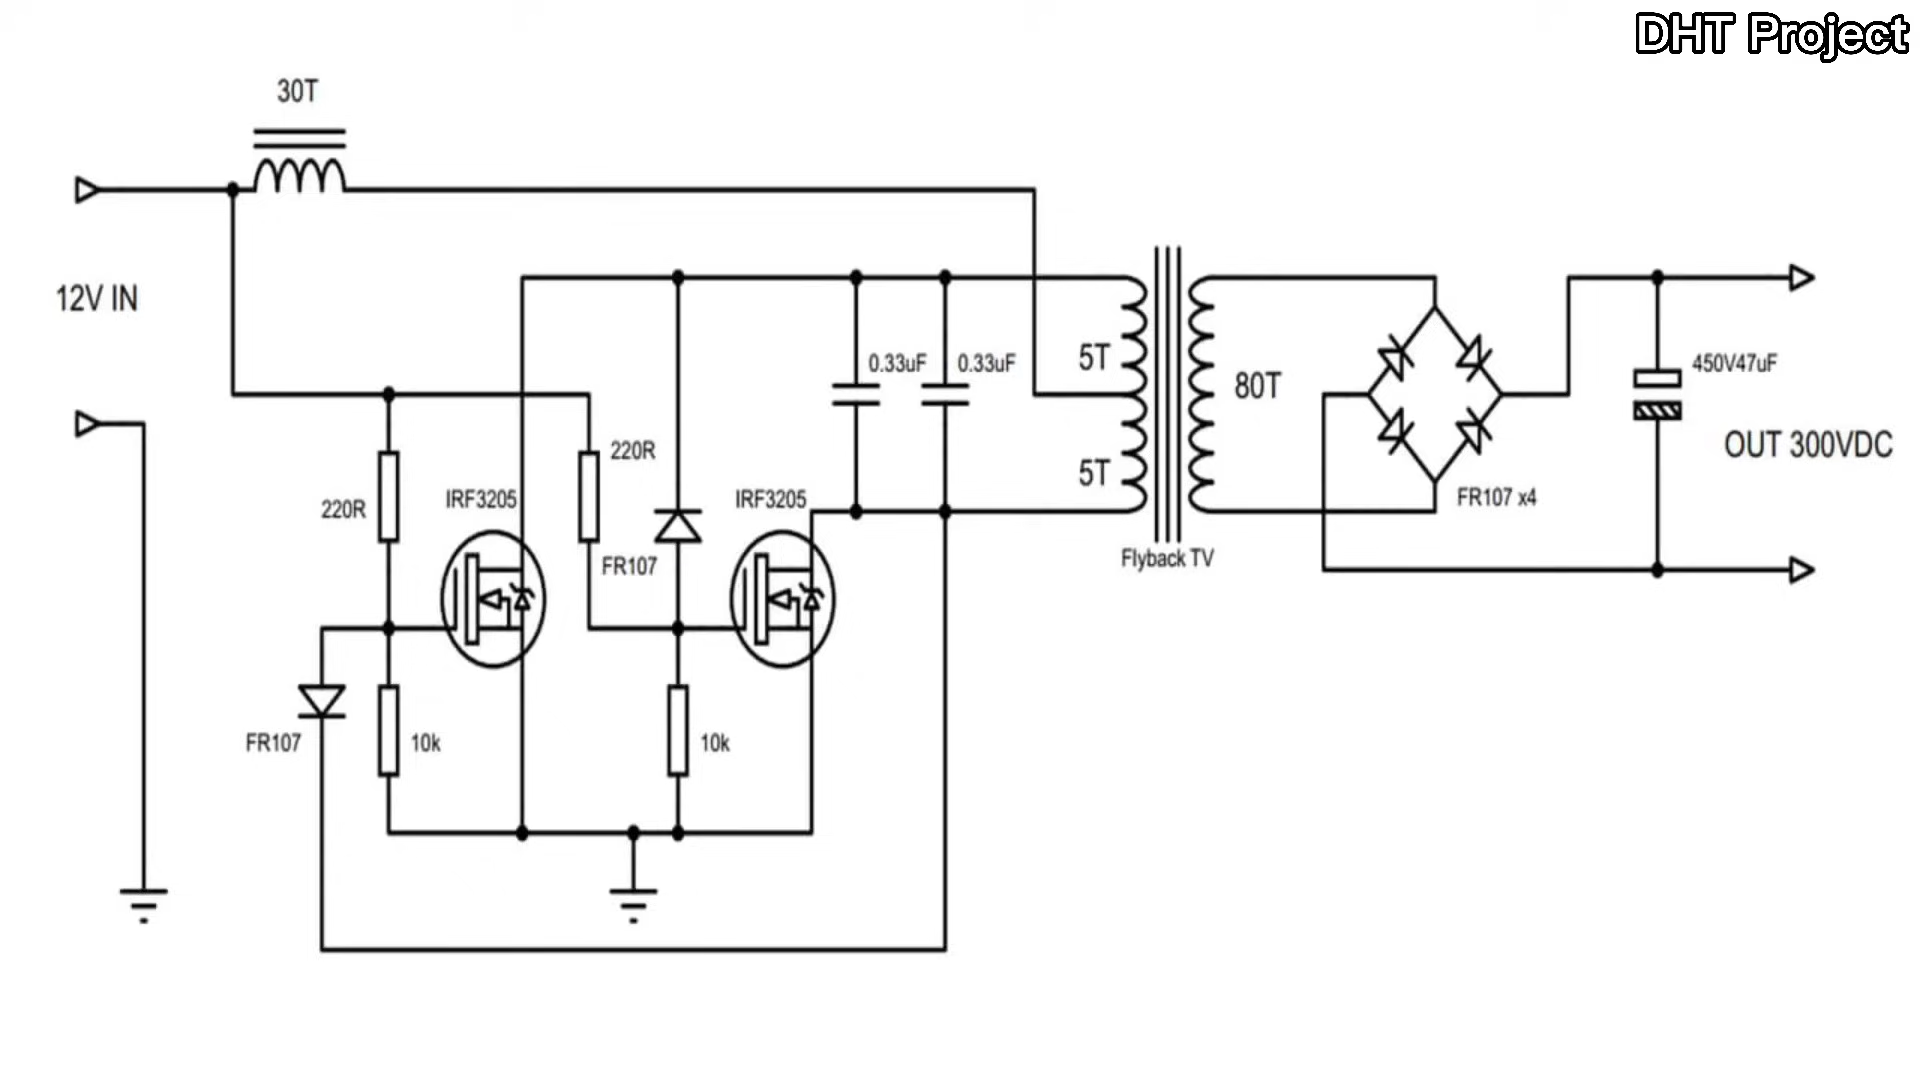 DHT Project
30T
12V IN
0.33uF
0.33uF
5T
80T
450V47uF
OUT 300VDC
220R
5T
220R
IRF3205
IRF3205
FR107 x4
FR107
Flyback TV
FR107
10k
10k